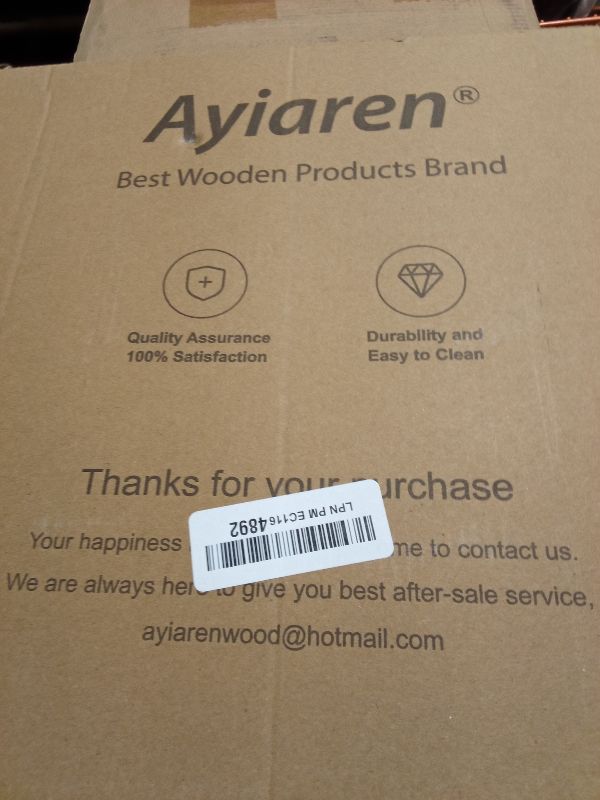 Ayiaren®
Best Wooden Products Brand
Quality Assurance
100% Satisfaction
Durability and
Easy to Clean
Thanks for your purchase
LPN PM EC1164892
Your happiness me to contact us.
We are always here to give you best after-sale service,
ayiarenwood@hotmail.com